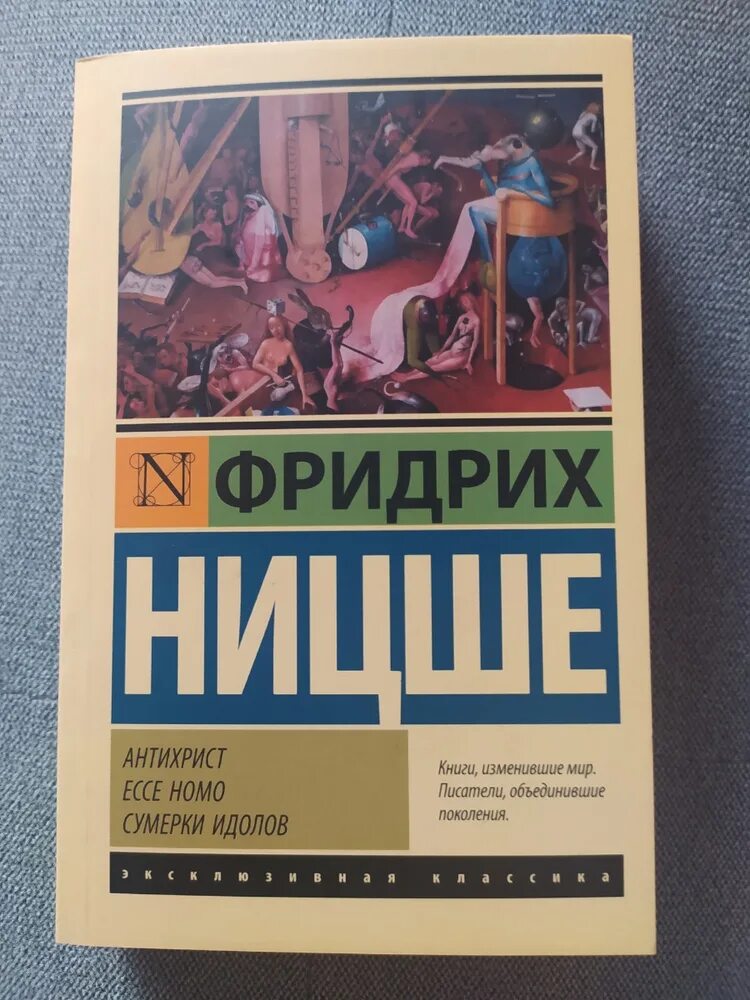 N
ФРИДРИХ
НИЦШЕ
АНТИХРИСТ
ECCE HOMO
СУМЕРКИ ИДОЛОВ
Книги, изменившие мир.
Писатели, объединившие
поколения.
эксклюзивная классика